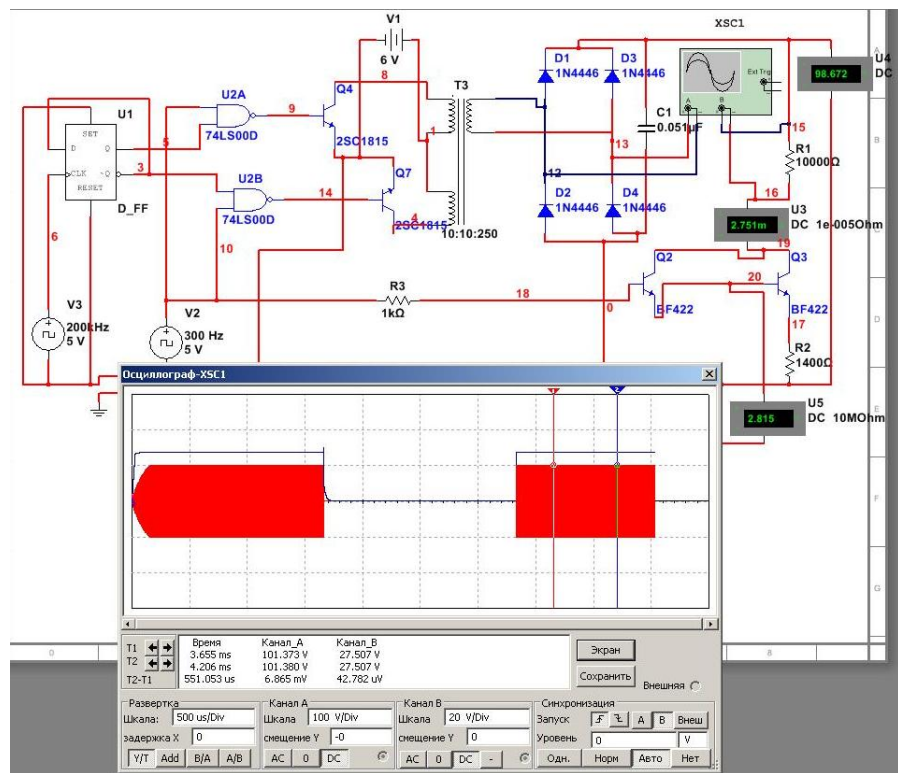 XSC1
V1
6 V
U4
98.672
DC
8
T3
Q4
2SC1815
U2A
74LS00D
9
U1
SET
D
Q
CLK
~Q
RESET
D_FF
5
3
6
10
U2B
74LS00D
14
Q7
2SC1815
4
1
10:10:250
D1
1N4446
D3
1N4446
D2
1N4446
D4
1N4446
12
13
C1
0.051µF
Ext Trig
A
B
15
R1
10000Ω
16
U3
2.751m
DC 1e-005Ohm
19
Q2
BF422
Q3
BF422
20
17
R2
1400Ω
U5
2.815
DC 10MOhm
R3
1kΩ
18
0
V3
200kHz
5 V
V2
300 Hz
5 V
Осциллограф-XSC1
1
2
T1
T2
T2-T1
Время Канал_A Канал_B
3.655 ms 101.373 V 27.507 V
4.206 ms 101.380 V 27.507 V
551.053 us 6.865 mV 42.782 uV
Экран
Сохранить
Внешняя
Развертка
Шкала: 500 us/Div
задержка X 0
Y/T Add B/A A/B
Канал A
Шкала 100 V/Div
смещение Y -0
AC 0 DC
Канал B
Шкала 20 V/Div
смещение Y 0
AC 0 DC -
Синхронизация
Запуск A B Внеш
Уровень 0 V
Одн. Норм Авто Нет
A
B
E
F
G
0
8